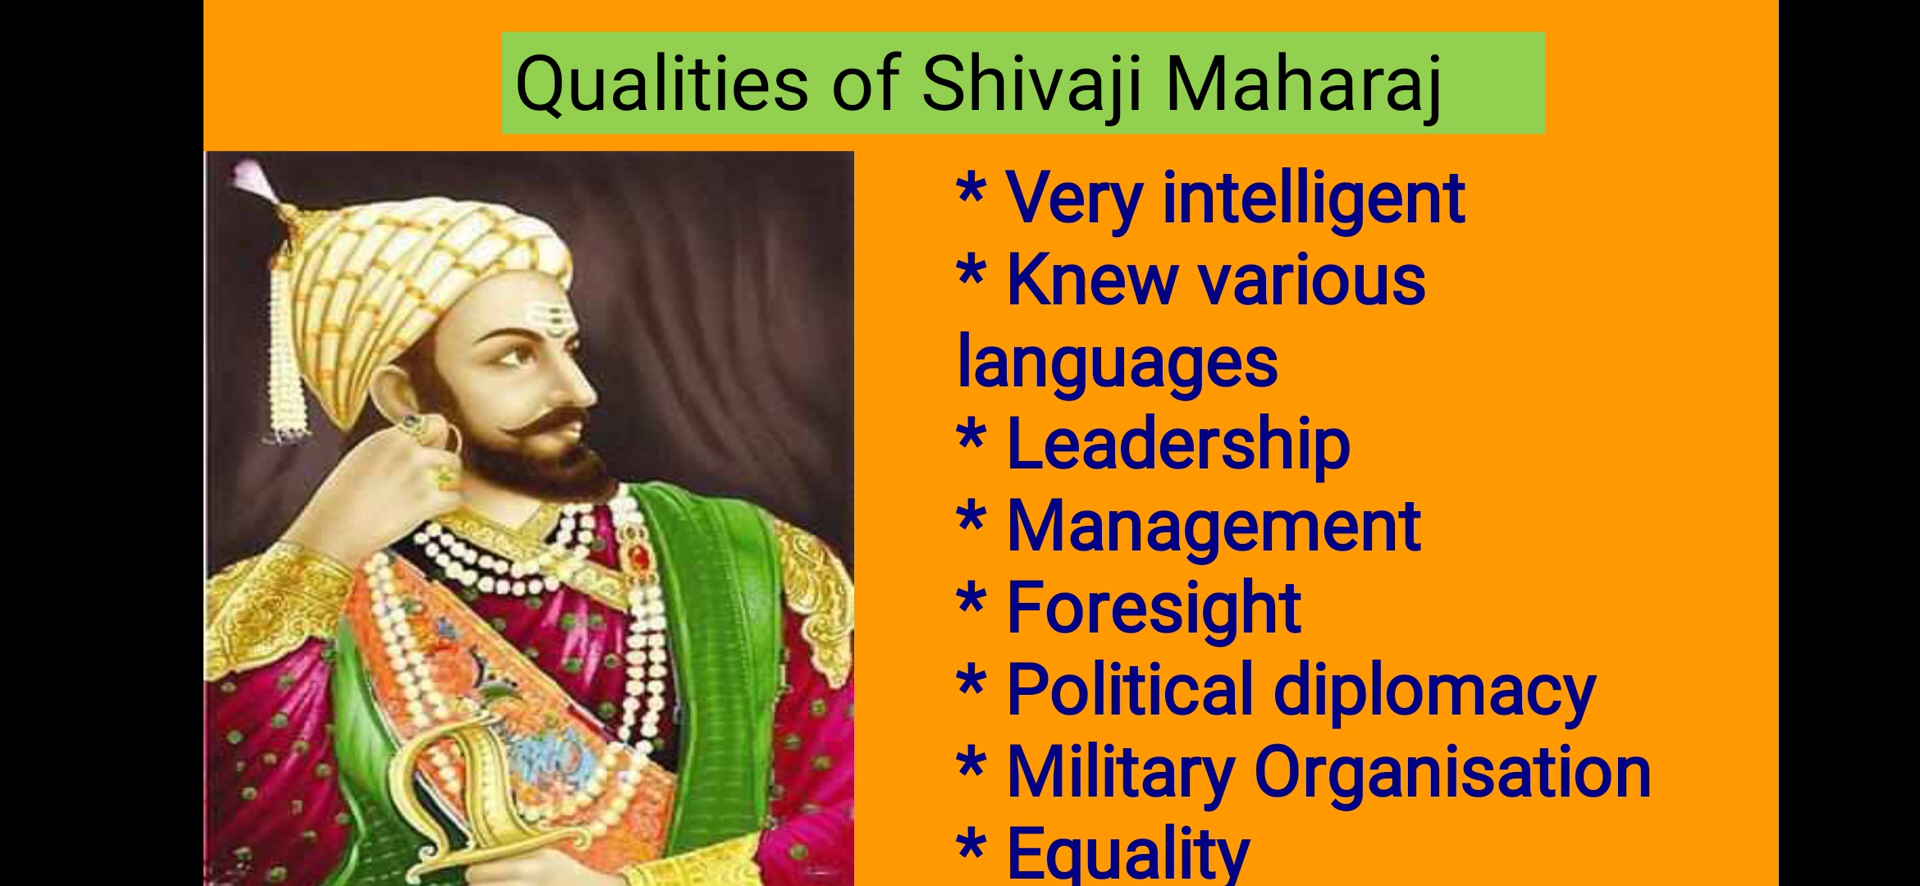 Qualities of Shivaji Maharaj
* Very intelligent
* Knew various
languages
* Leadership
* Management
* Foresight
* Political diplomacy
* Military Organisation
* Equality